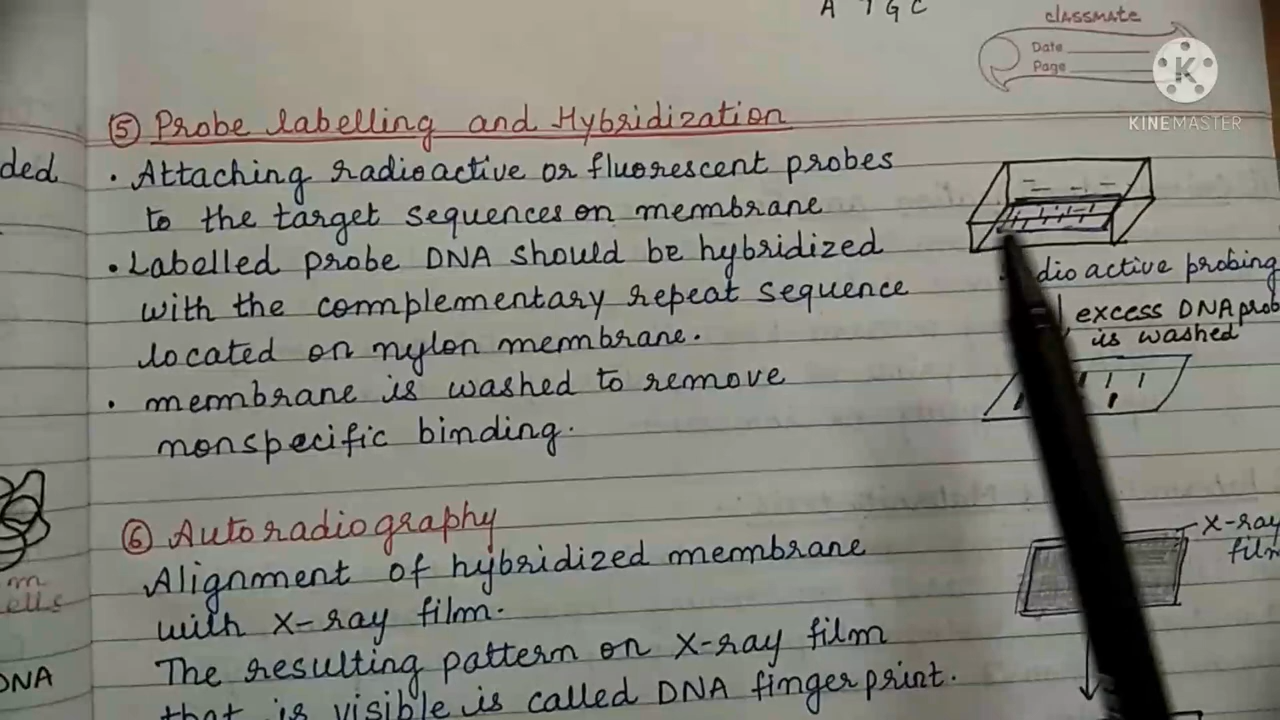 A T G C
classmate
Date
Page
K
KINEMASTER
⑤ Probe labelling and Hybridization
ded
· Attaching radioactive or fluorescent probes
to the target sequences on membrane
· Labelled probe DNA should be hybridized
with the complementary repeat sequence
located on nylon membrane.
· membrane is washed to remove
monspecific binding.
dioactive probing
excess DNA prob
is washed
⑥ Autoradiography
Alignment of hybridized membrane
with X-ray film.
The resulting pattern on X-ray film
that is visible is called DNA fingerprint.
X-ray
film
m
ells
DNA